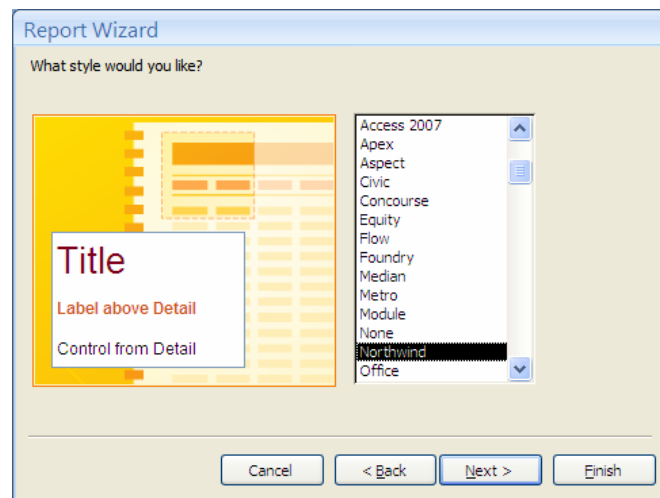 Report Wizard
What style would you like?
Title
Label above Detail
Control from Detail
Access 2007
Apex
Aspect
Civic
Concourse
Equity
Flow
Foundry
Median
Metro
Module
None
Northwind
Office
Cancel
< Back
Next >
Finish